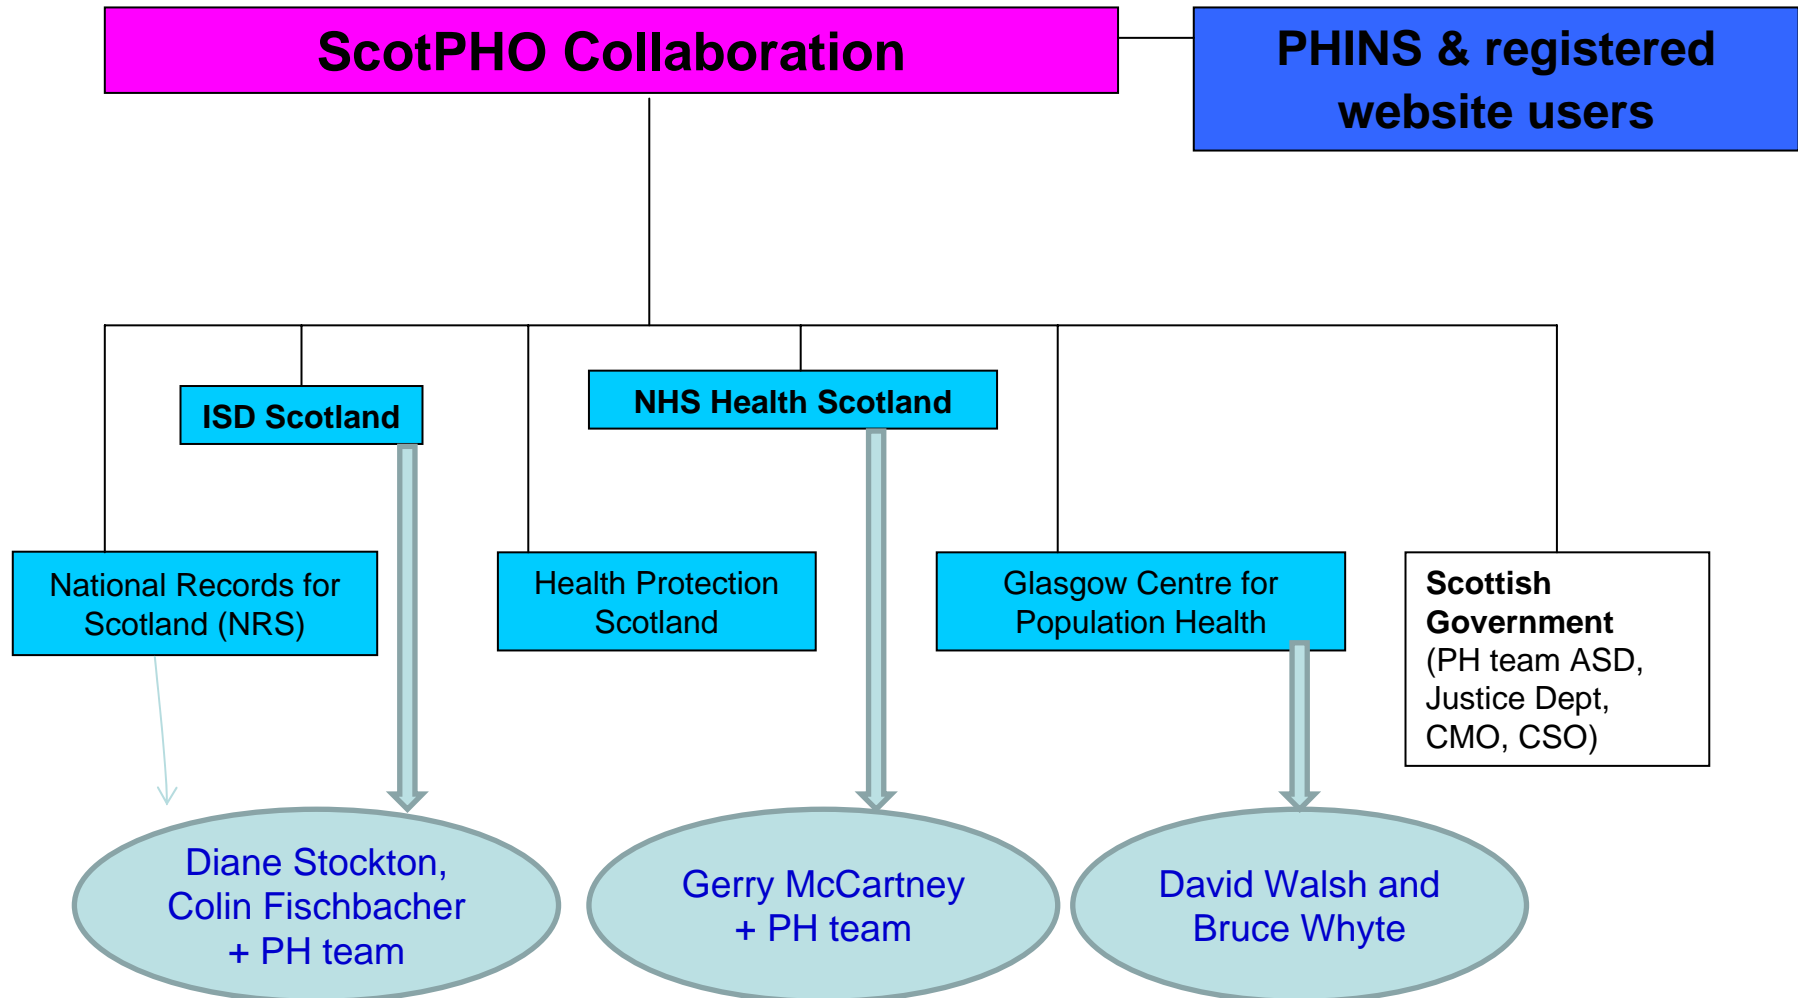 ScotPHO Collaboration
PHINS & registered
website users
ISD Scotland
NHS Health Scotland
National Records for
Scotland (NRS)
Health Protection
Scotland
Glasgow Centre for
Population Health
Scottish
Government
(PH team ASD,
Justice Dept,
CMO, CSO)
Diane Stockton,
Colin Fischbacher
+ PH team
Gerry McCartney
+ PH team
David Walsh and
Bruce Whyte